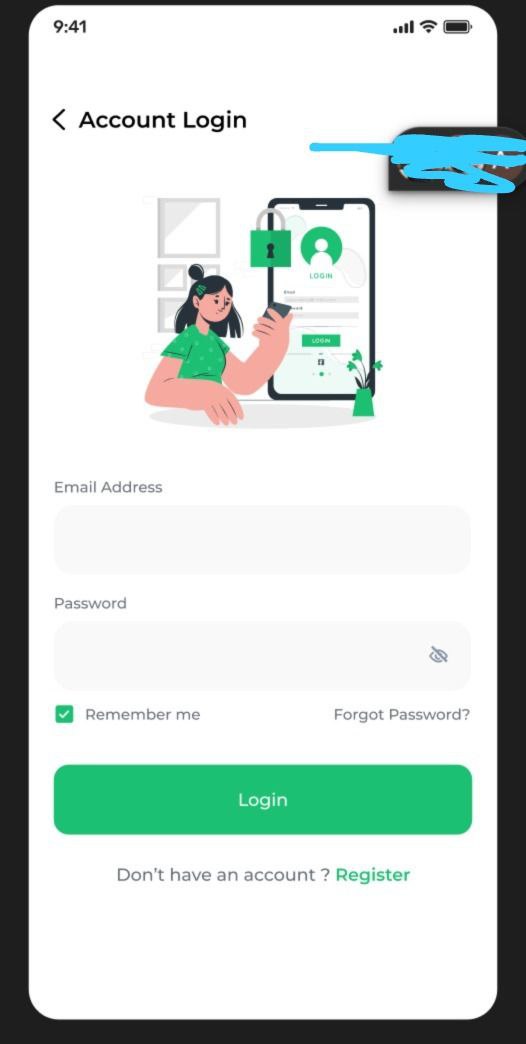 9:41
Account Login
LOGIN
Email
LOGIN
Email Address
Password
Remember me
Forgot Password?
Login
Don't have an account ? Register